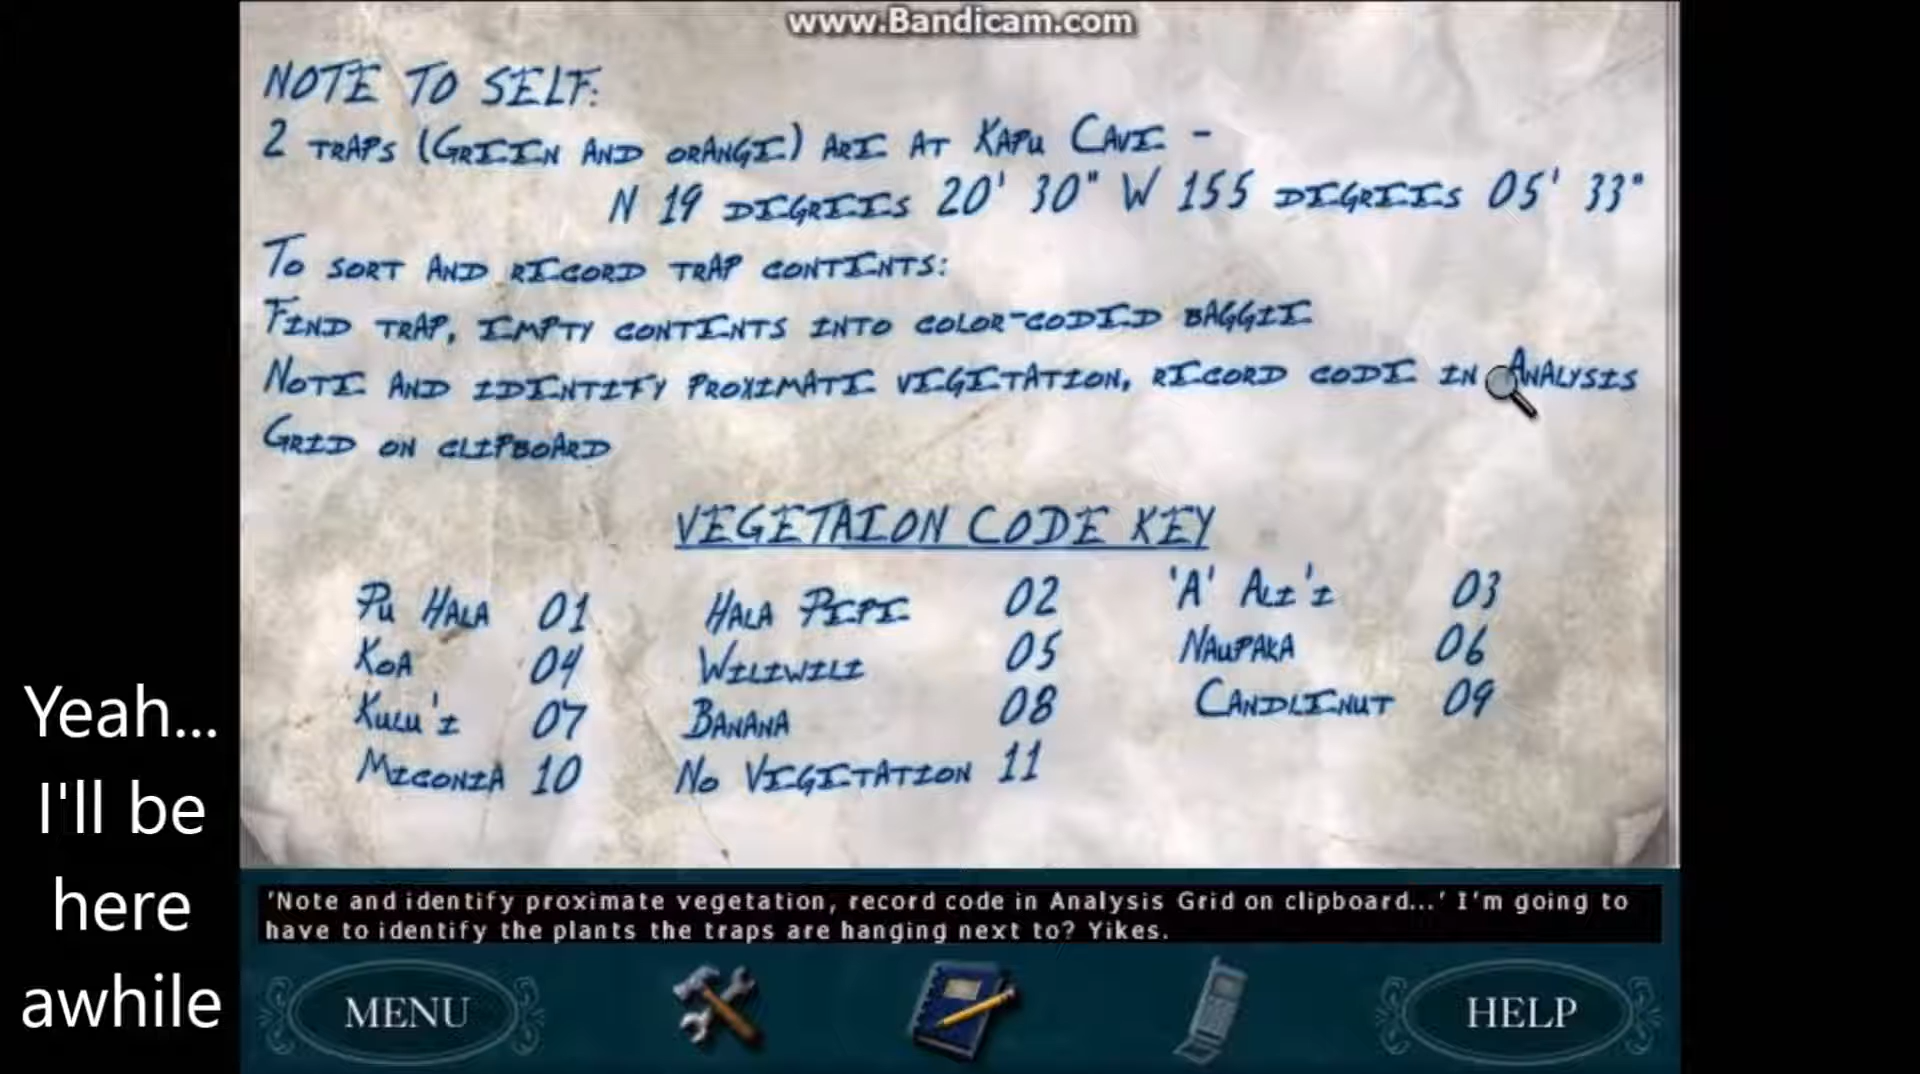 www.Bandicam.com
NOTE TO SELF:
2 TRAPS (GREEN AND ORANGE) ARE AT KAPU CAVE -
N 19 DEGREES 20' 30" W 155 DEGREES 05' 33"
TO SORT AND RECORD TRAP CONTENTS:
FIND TRAP, EMPTY CONTENTS INTO COLOR-CODED BAGGIE
NOTE AND IDENTIFY PROXIMATE VEGETATION, RECORD CODE IN ANALYSIS
GRID ON CLIPBOARD
VEGETAION CODE KEY
PU HALA 01 HALA PEPE 02 'A' ALI'I 03
KOA 04 WILIWILI 05 NAUPAKA 06
KULU'I 07 BANANA 08 CANDLENUT 09
MICONIA 10 NO VEGETATION 11
Yeah...
I'll be
here
awhile
'Note and identify proximate vegetation, record code in Analysis Grid on clipboard...' I'm going to
have to identify the plants the traps are hanging next to? Yikes.
MENU HELP